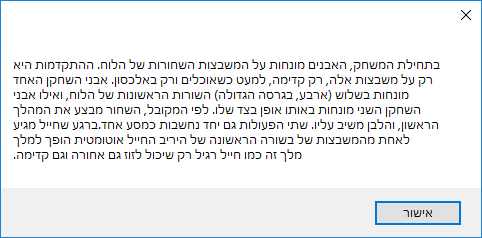 בתחילת המשחק, האבנים מונחות על המשבצות השחורות של הלוח. ההתקדמות היא
רק על משבצות אלה, רק קדימה, למעט כשאוכלים ורק באלכסון. אבני השחקן האחד
מונחות בשלוש (ארבע, בגרסה הגדולה) השורות הראשונות של הלוח, ואילו אבני
השחקן השני מונחות באותו אופן בצד שלו. לפי המקובל, השחור מבצע את המהלך
הראשון, והלבן משיב עליו. שתי הפעולות גם יחד נחשבות כמסע אחד.ברגע שחייל מגיע
לאחת מהמשבצות של בשורה הראשונה של היריב החייל אוטומטית הופך למלך
מלך זה כמו חייל רגיל רק שיכול לזוז גם אחורה וגם קדימה.
אישור